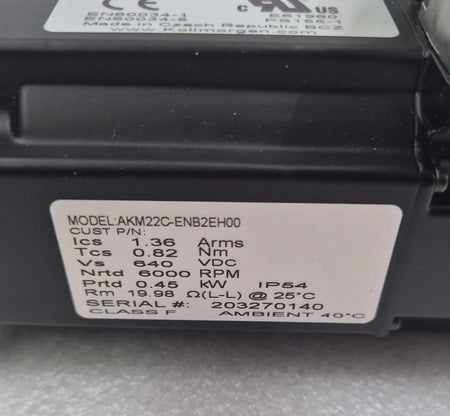 EN60034-1 E61960
EN60034-5 PS155-1
c US
Made in Czech Republic BCZ
www.Kollmorgen.com
MODEL:AKM22C-ENB2EH00
CUST P/N:
Ics 1.36 Arms
Tcs 0.82 Nm
Vs 640 VDC
Nrtd 6000 RPM
Prtd 0.45 kW IP54
Rm 19.98 Ω(L-L) @ 25°C
SERIAL #: 203270140
CLASS F AMBIENT 40°C